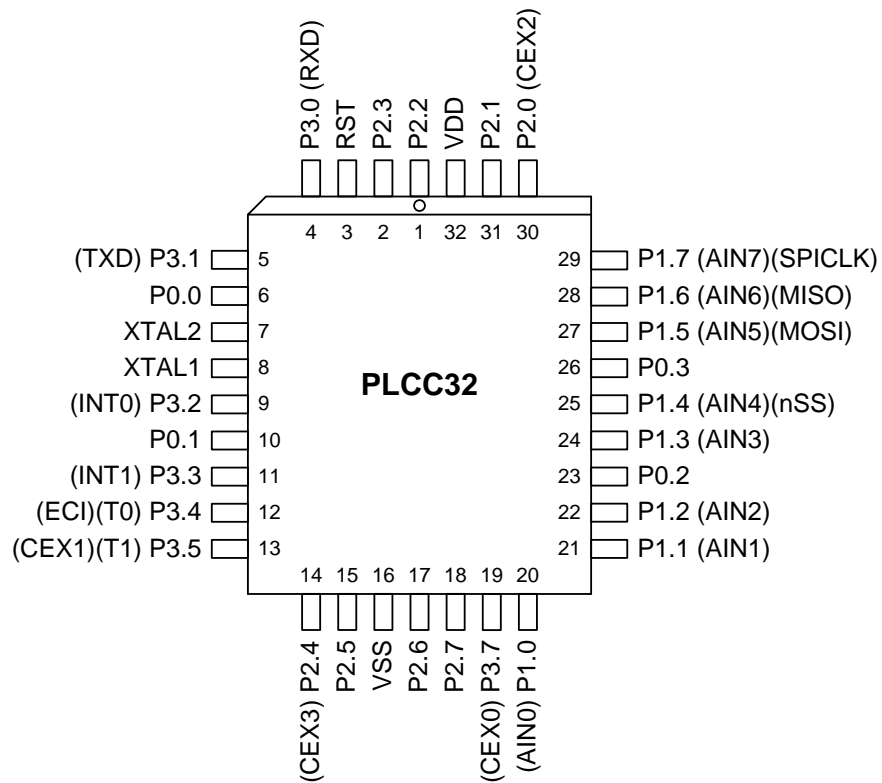 P3.0 (RXD)
RST
P2.3
P2.2
VDD
P2.1
P2.0 (CEX2)
4
3
2
1
32
31
30
(TXD) P3.1
5
P0.0
6
XTAL2
7
XTAL1
8
(INT0) P3.2
9
P0.1
10
(INT1) P3.3
11
(ECI)(T0) P3.4
12
(CEX1)(T1) P3.5
13
PLCC32
29
P1.7 (AIN7)(SPICLK)
28
P1.6 (AIN6)(MISO)
27
P1.5 (AIN5)(MOSI)
26
P0.3
25
P1.4 (AIN4)(nSS)
24
P1.3 (AIN3)
23
P0.2
22
P1.2 (AIN2)
21
P1.1 (AIN1)
14
15
16
17
18
19
20
(CEX3) P2.4
P2.5
VSS
P2.6
P2.7
(CEX0) P3.7
(AIN0) P1.0